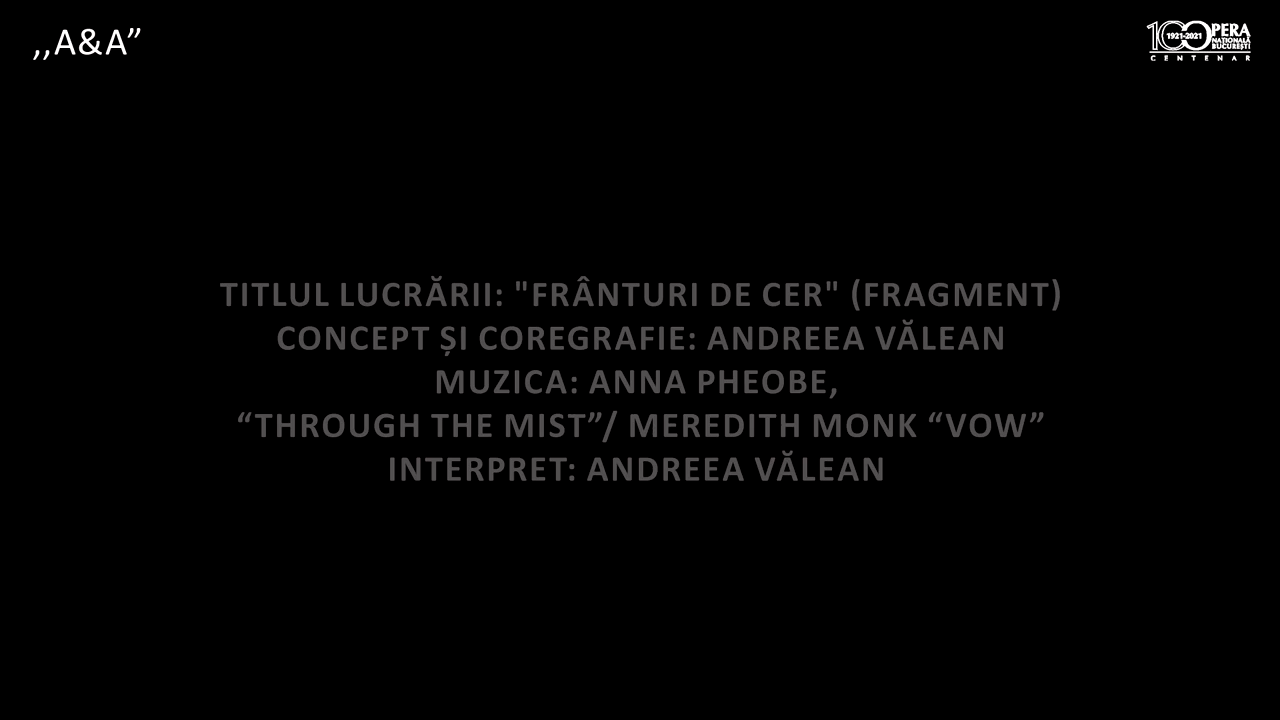 ,,A&A”
100 OPERA
1921-2021 NAȚIONALĂ
BUCUREȘTI
CENTENAR
TITLUL LUCRĂRII: "FRÂNTURI DE CER" (FRAGMENT)
CONCEPT ȘI COREGRAFIE: ANDREEA VĂLEAN
MUZICA: ANNA PHEOBE,
“THROUGH THE MIST”/ MEREDITH MONK “VOW”
INTERPRET: ANDREEA VĂLEAN